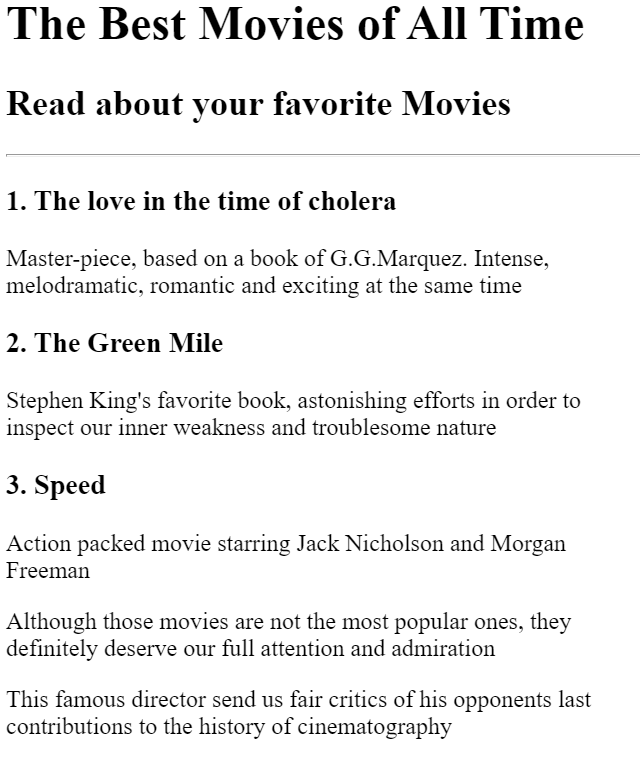 The Best Movies of All Time
Read about your favorite Movies
1. The love in the time of cholera
Master-piece, based on a book of G.G.Marquez. Intense,
melodramatic, romantic and exciting at the same time
2. The Green Mile
Stephen King's favorite book, astonishing efforts in order to
inspect our inner weakness and troublesome nature
3. Speed
Action packed movie starring Jack Nicholson and Morgan
Freeman
Although those movies are not the most popular ones, they
definitely deserve our full attention and admiration
This famous director send us fair critics of his opponents last
contributions to the history of cinematography